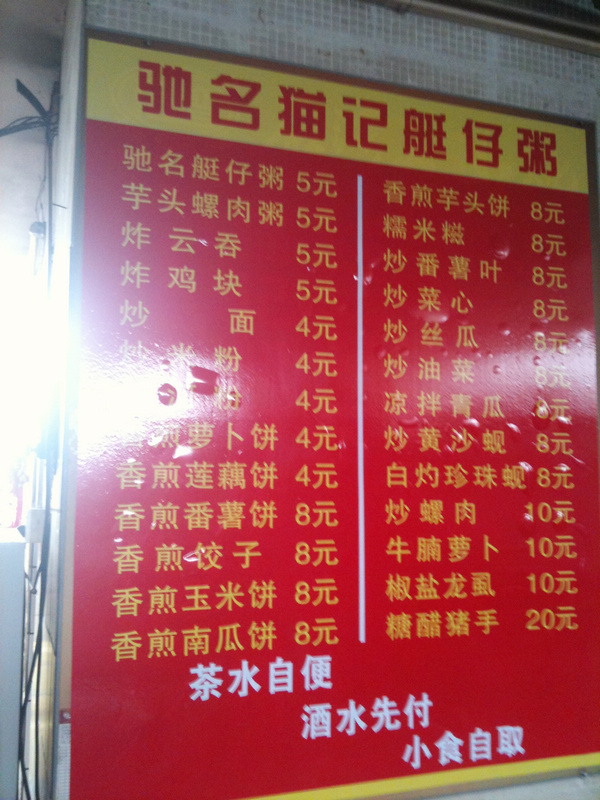 驰名猫记艇仔粥
驰名艇仔粥 5元
芋头螺肉粥 5元
炸云吞 5元
炸鸡块 5元
炒面 4元
炒米粉 4元
粉 4元
香煎萝卜饼 4元
香煎莲藕饼 4元
香煎番薯饼 8元
香煎饺子 8元
香煎玉米饼 8元
香煎南瓜饼 8元
香煎芋头饼 8元
糯米糍 8元
炒番薯叶 8元
炒菜心 8元
炒丝瓜 8元
炒油菜 8元
凉拌青瓜 8元
炒黄沙蚬 8元
白灼珍珠蚬 8元
炒螺肉 10元
牛腩萝卜 10元
椒盐龙虱 10元
糖醋猪手 20元
茶水自便
酒水先付
小食自取